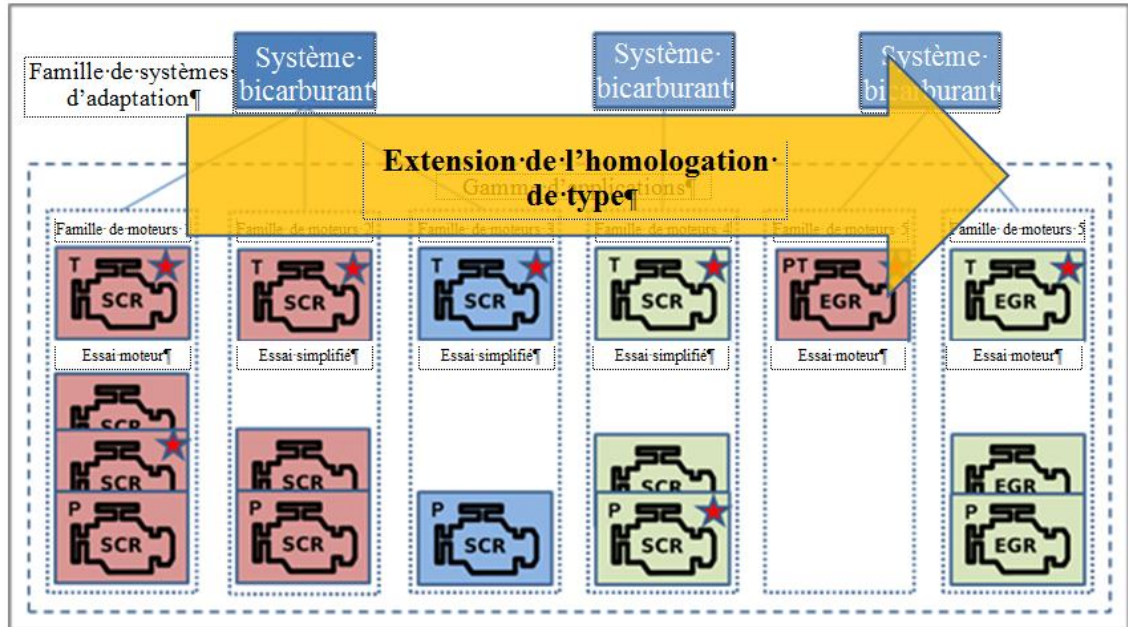 Système·
bicarburant¶
Système·
bicarburant¶
Système·
bicarburant¶
Famille·de·systèmes·
d’adaptation¶
Extension·de·l’homologation·
de·type¶
Gamme·d’applications¶
Famille·de·moteurs·1
Famille·de·moteurs·2
Famille·de·moteurs·3
Famille·de·moteurs·4
Famille·de·moteurs·5
Famille·de·moteurs·5
T
SCR
T
SCR
T
SCR
T
SCR
PT
EGR
T
EGR
Essai·moteur¶
Essai·simplifié¶
Essai·simplifié¶
Essai·simplifié¶
Essai·moteur¶
Essai·moteur¶
SCR
SCR
SCR
SCR
EGR
P
SCR
P
SCR
P
SCR
P
SCR
P
EGR